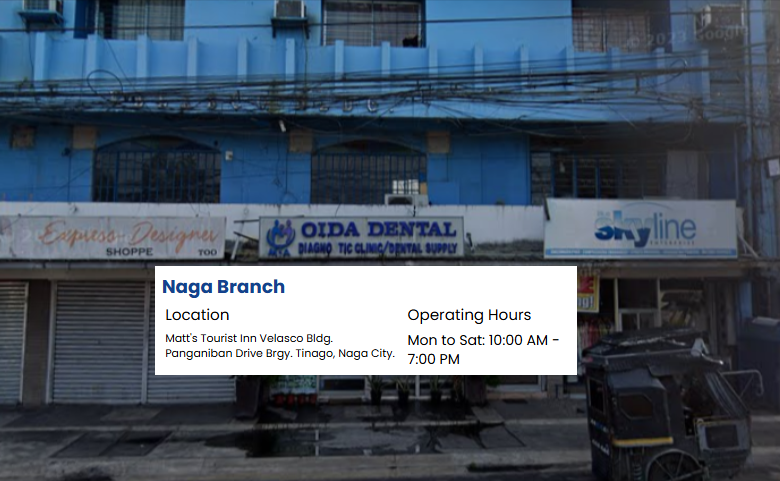 © 2023 Google
Express Designer
SHOPPE
TOO
OIDA DENTAL
DIAGNO TIC CLINIC/DENTAL SUPPLY
skyline
ENTERPRISE
Naga Branch
Location
Operating Hours
Matt's Tourist Inn Velasco Bldg.
Panganiban Drive Brgy. Tinago, Naga City.
Mon to Sat: 10:00 AM -
7:00 PM